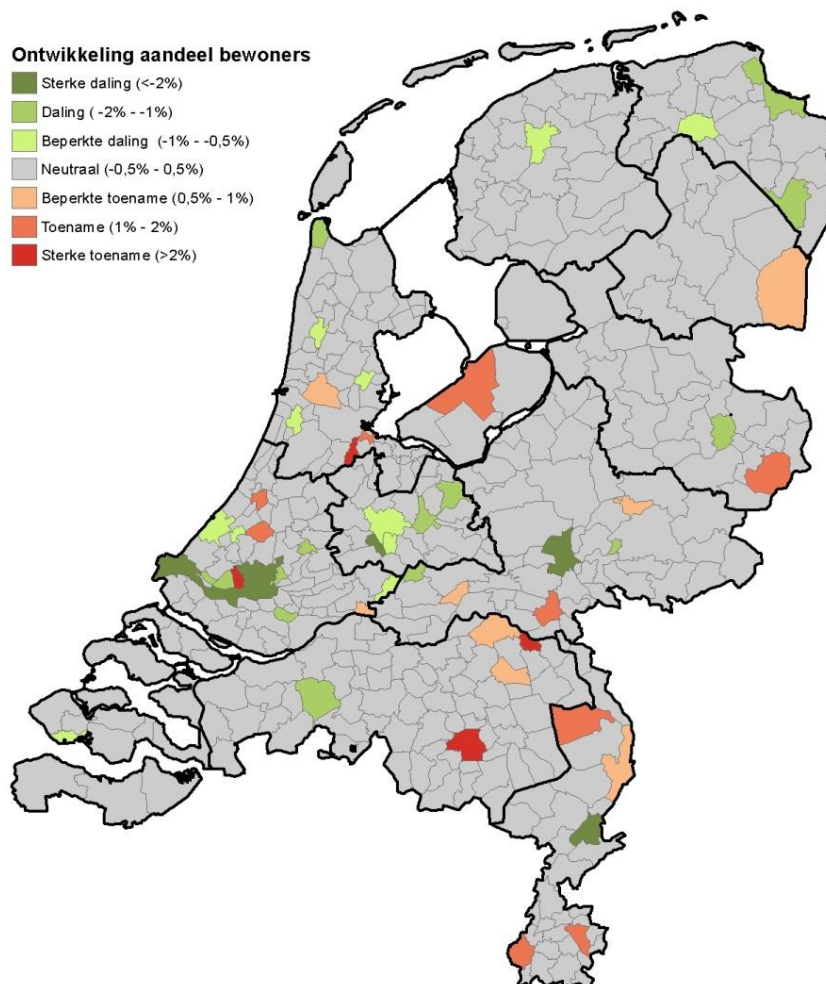 Ontwikkeling aandeel bewoners
Sterke daling (<-2%)
Daling (-2% - -1%)
Beperkte daling (-1% - -0,5%)
Neutraal (-0,5% - 0,5%)
Beperkte toename (0,5% - 1%)
Toename (1% - 2%)
Sterke toename (>2%)